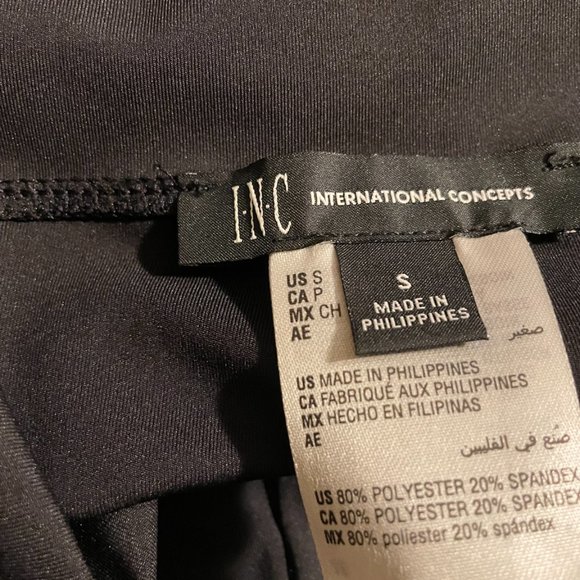 I·N·C INTERNATIONAL CONCEPTS
S
MADE IN
PHILIPPINES
US S
CA P
MX CH
AE صغير
US MADE IN PHILIPPINES
CA FABRIQUÉ AUX PHILIPPINES
MX HECHO EN FILIPINAS
AE صُنع في الفلبين
US 80% POLYESTER 20% SPANDEX
CA 80% POLYESTER 20% SPANDEX
MX 80% poliester 20% spándex